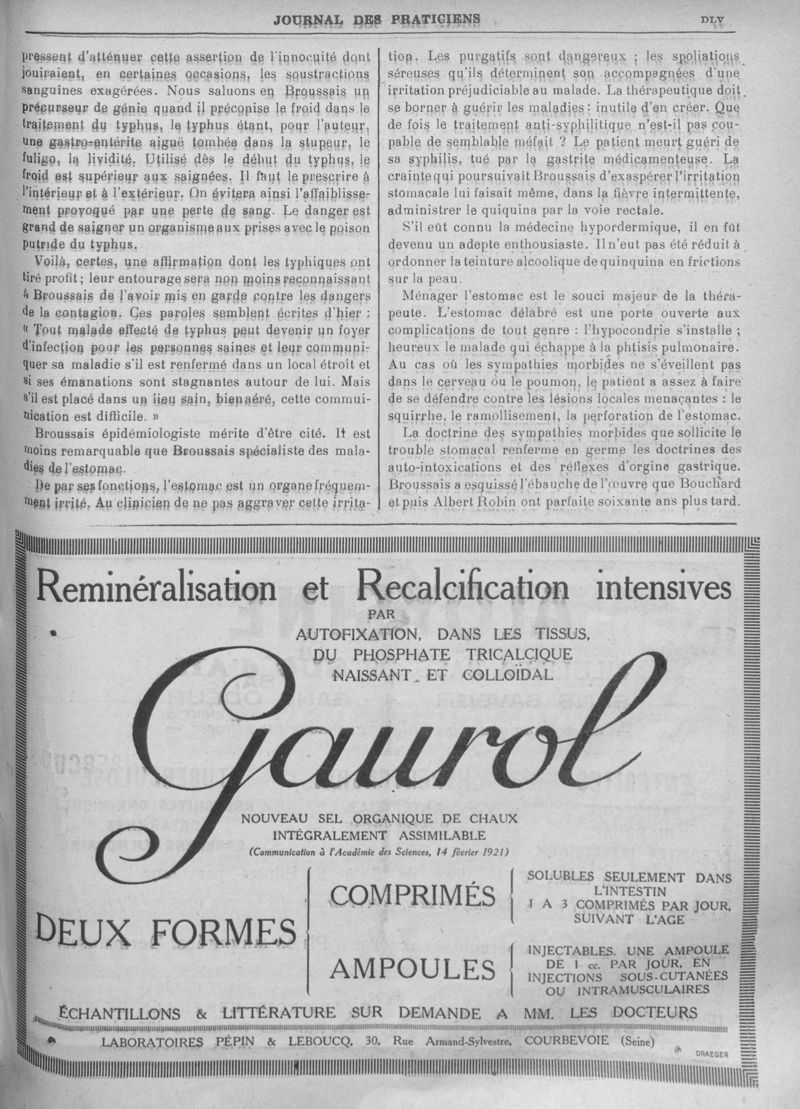 JOURNAL DES PRATICIENS
DLV
pressent d'atténuer cette assertion de l'innocuité dont
jouiraient, en certaines occasions, les soustractions
sanguines exagérées. Nous saluons en Broussais un
précurseur de génie quand il préconise le froid dans le
traitement du typhus, le typhus étant, pour l'auteur,
une gastro-entérite aiguë tombée dans la stupeur, le
fuligo, la lividité. Utilisé dès le début du typhus, le
froid est supérieur aux saignées. Il faut le prescrire à
l'intérieur et à l'extérieur. On évitera ainsi l'affaiblisse-
ment provoqué par une perte de sang. Le danger est
grand de saigner un organisme aux prises avec le poison
putride du typhus.
Voilà, certes, une affirmation dont les typhiques ont
tiré profit; leur entourage sera non moins reconnaissant
à Broussais de l'avoir mis en garde contre les dangers
de la contagion. Ces paroles semblent écrites d'hier :
« Tout malade effecté de typhus peut devenir un foyer
d'infection pour les personnes saines et leur communi-
quer sa maladie s'il est renfermé dans un local étroit et
si ses émanations sont stagnantes autour de lui. Mais
s'il est placé dans un lieu sain, bien aéré, cette commui-
nication est difficile. »
Broussais épidémiologiste mérite d'être cité. Il est
moins remarquable que Broussais spécialiste des mala-
dies de l'estomac.
De par ses fonctions, l'estomac est un organe fréquem-
ment irrité. Au clinicien de ne pas aggraver cette irrita-
tion. Les purgatifs sont dangereux ; les spoliations
séreuses qu'ils déterminent son accompagnées d'une
irritation préjudiciable au malade. La thérapeutique doit
se borner à guérir les maladies : inutile d'en créer. Que
de fois le traitement anti-syphilitique n'est-il pas cou-
pable de semblable méfait ? Le patient meurt guéri de
sa syphilis, tué par la gastrite médicamenteuse. La
crainte qui poursuivait Broussais d'exaspérer l'irritation
stomacale lui faisait même, dans la fièvre intermittente,
administrer le quiquina par la voie rectale.
S'il eût connu la médecine hypordermique, il en fût
devenu un adepte enthousiaste. Il n'eut pas été réduit à
ordonner la teinture alcoolique de quinquina en frictions
sur la peau.
Ménager l'estomac est le souci majeur de la théra-
peute. L'estomac délabré est une porte ouverte aux
complications de tout genre : l'hypocondrie s'installe ;
heureux le malade qui échappe à la phtisis pulmonaire.
Au cas où les sympathies morbides ne s'éveillent pas
dans le cerveau ou le poumon, le patient a assez à faire
de se défendre contre les lésions locales menaçantes : le
squirrhe, le ramollisement, la perforation de l'estomac.
La doctrine des sympathies morbides que sollicite le
trouble stomacal renferme en germe les doctrines des
auto-intoxications et des réflexes d'orgine gastrique.
Broussais a esquissé l'ébauche de l'œuvre que Bouchard
et puis Albert Robin ont parfaite soixante ans plus tard.
Reminéralisation et Recalcification intensives
PAR
AUTOFIXATION, DANS LES TISSUS,
DU PHOSPHATE TRICALCIQUE
NAISSANT ET COLLOÏDAL
Gaurol
NOUVEAU SEL ORGANIQUE DE CHAUX
INTÉGRALEMENT ASSIMILABLE
(Communication à l'Académie des Sciences, 14 février 1921)
DEUX FORMES
COMPRIMÉS
SOLUBLES SEULEMENT DANS
L'INTESTIN
1 A 3 COMPRIMÉS PAR JOUR,
SUIVANT L'AGE
AMPOULES
INJECTABLES. UNE AMPOULE
DE 1 cc. PAR JOUR, EN
INJECTIONS SOUS-CUTANÉES
OU INTRAMUSCULAIRES
ÉCHANTILLONS & LITTÉRATURE SUR DEMANDE A MM. LES DOCTEURS
LABORATOIRES PÉPIN & LEBOUCQ, 30, Rue Armand-Sylvestre, COURBEVOIE (Seine)
DRAEGER